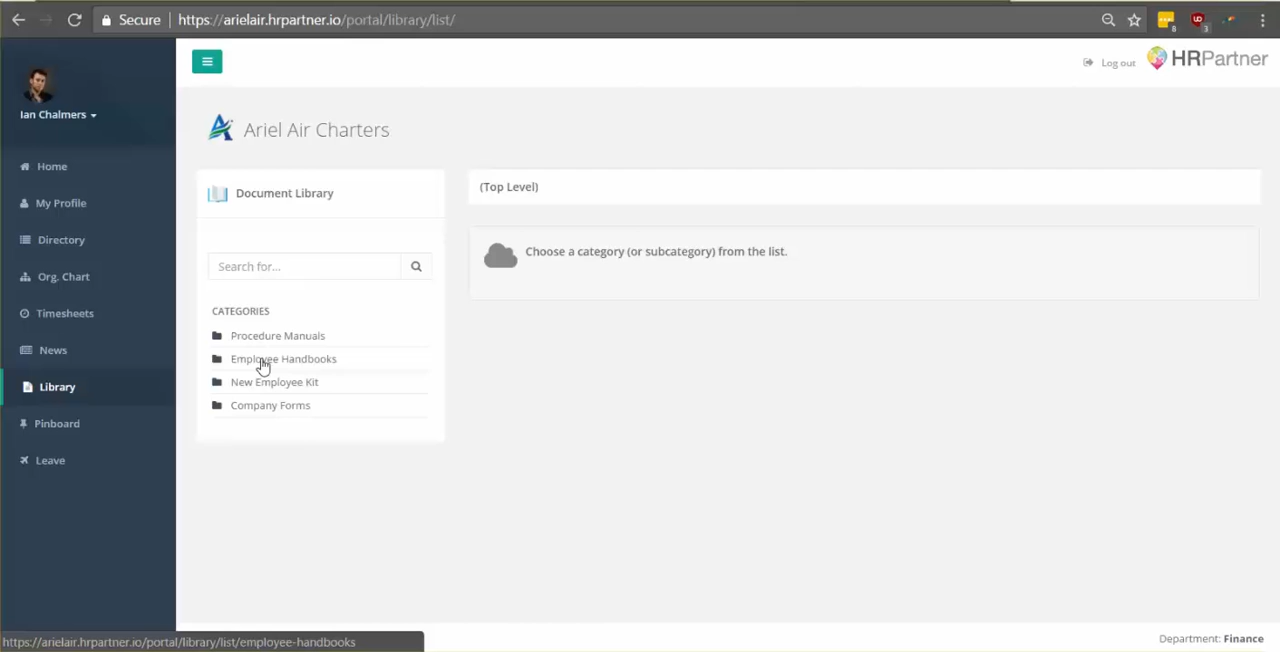 Secure https://arielair.hrpartner.io/portal/library/list/
8
3
Ian Chalmers
Home
My Profile
Directory
Org. Chart
Timesheets
News
Library
Pinboard
Leave
Log out HRPartner
Ariel Air Charters
Document Library
Search for...
CATEGORIES
Procedure Manuals
Employee Handbooks
New Employee Kit
Company Forms
(Top Level)
Choose a category (or subcategory) from the list.
https://arielair.hrpartner.io/portal/library/list/employee-handbooks
Department: Finance